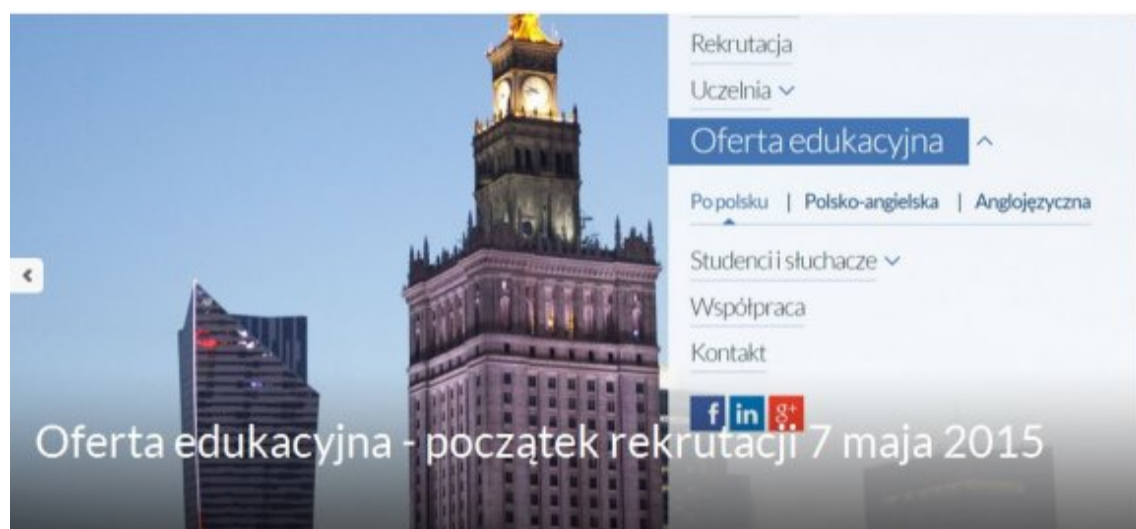 Rekrutacja
Uczelnia
Oferta edukacyjna
Po polsku | Polsko-angielska | Anglojęzyczna
Studenci i słuchacze
Współpraca
Kontakt
f in g+
Oferta edukacyjna - początek rekrutacji 7 maja 2015